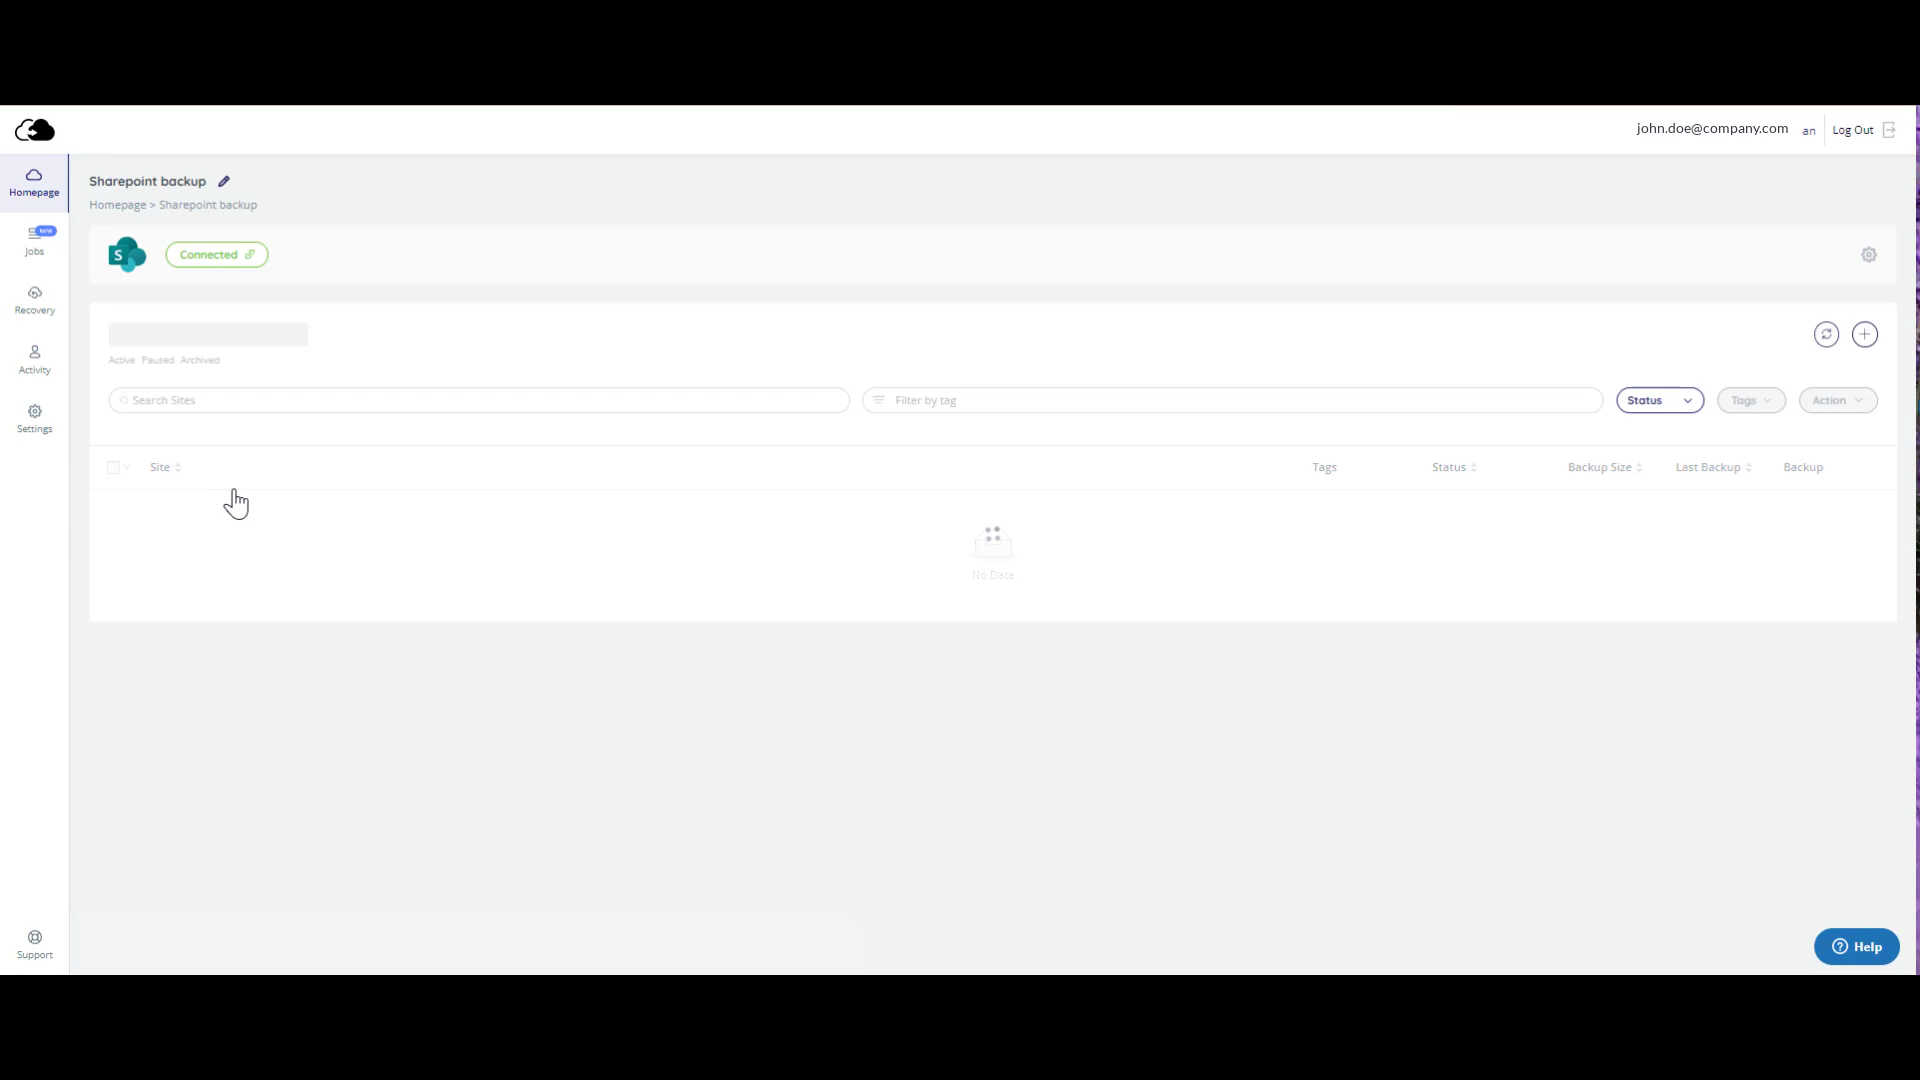 john.doe@company.com an Log Out
Homepage
Sharepoint backup
Homepage > Sharepoint backup
NEW
Jobs
S Connected
Recovery
Active Paused Archived
Activity
Search Sites Filter by tag Status Tags Action
Settings
Site Tags Status Backup Size Last Backup Backup
No Data
Support
Help